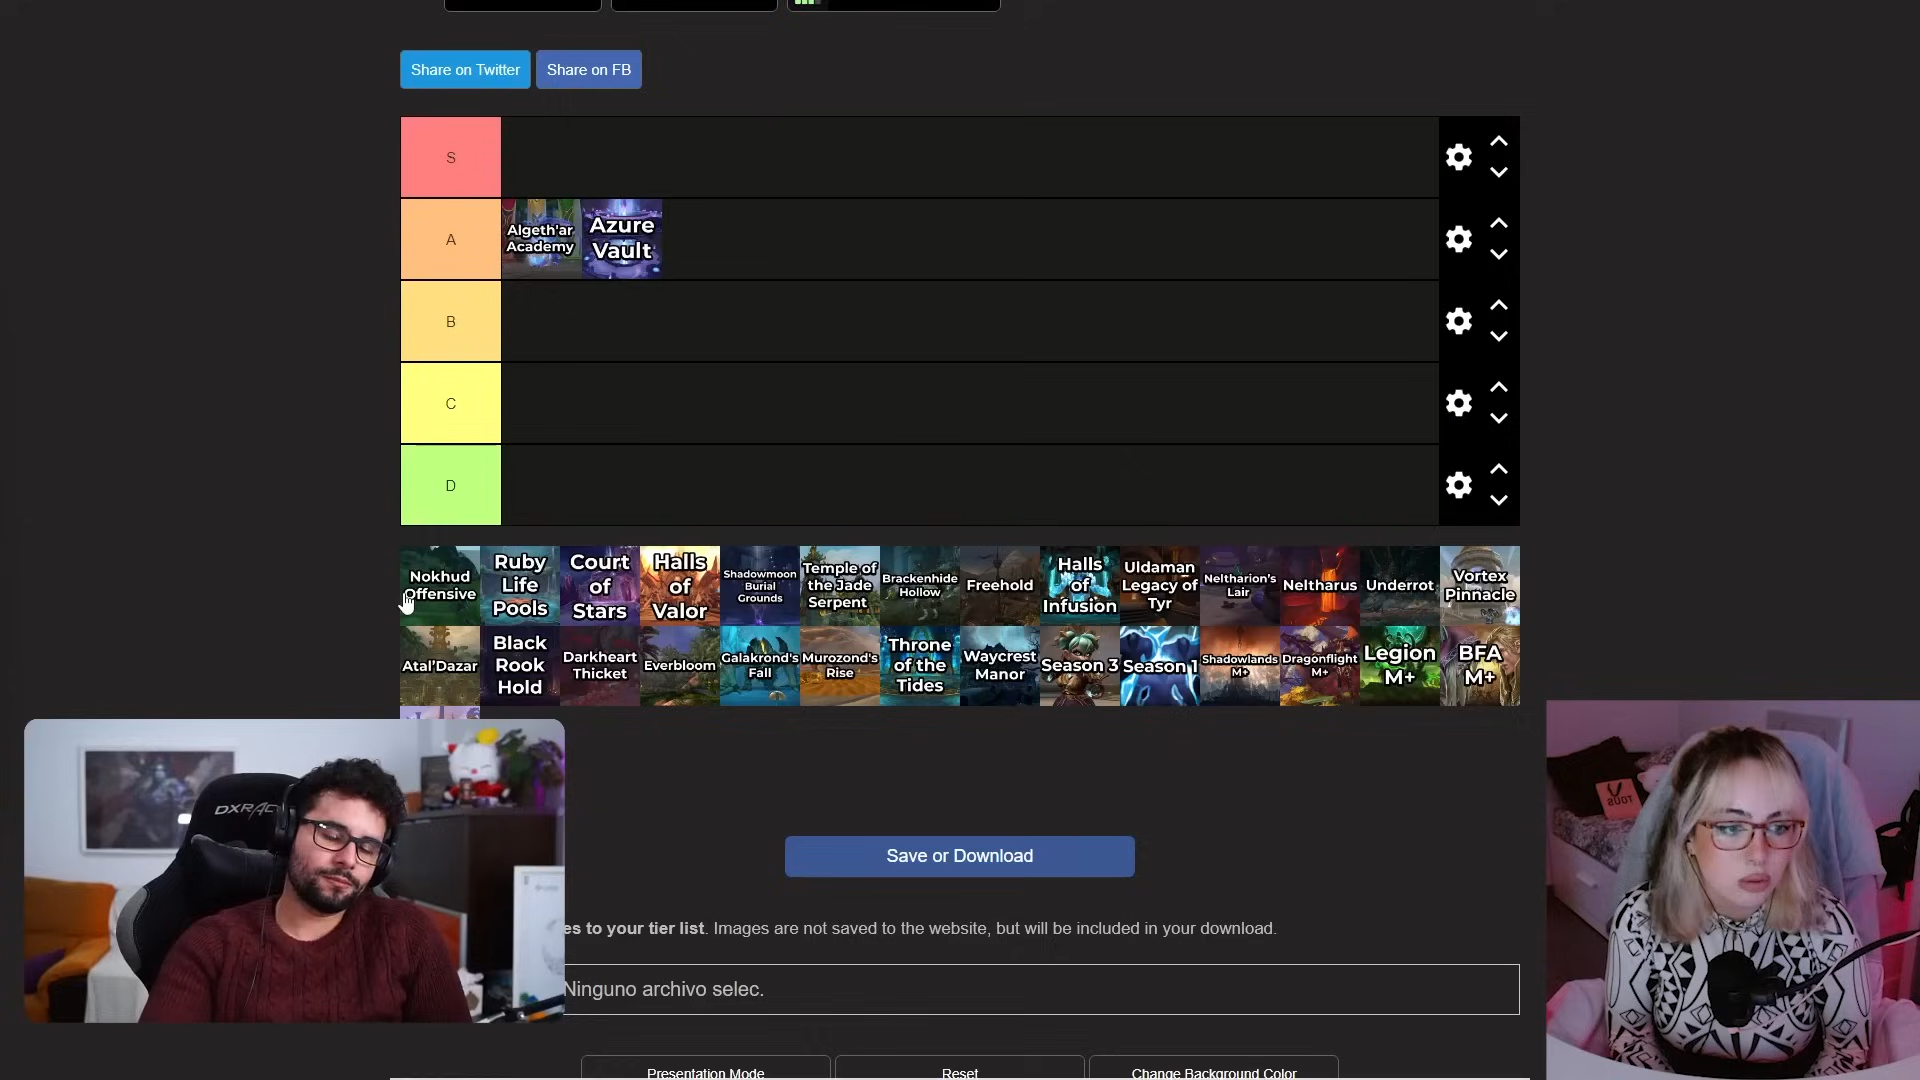 Share on Twitter
Share on FB
S
A
Algeth'ar
Academy
Azure
Vault
B
C
D
Nokhud
Offensive
Ruby
Life
Pools
Court
of
Stars
Halls
of
Valor
Shadowmoon
Burial
Grounds
Temple of
the Jade
Serpent
Brackenhide
Hollow
Freehold
Halls
of
Infusion
Uldaman
Legacy of
Tyr
Neltharion's
Lair
Neltharus
Underrot
Vortex
Pinnacle
Atal'Dazar
Black
Rook
Hold
Darkheart
Thicket
Everbloom
Galakrond's
Fall
Murozond's
Rise
Throne
of the
Tides
Waycrest
Manor
Season 3
Season 1
Shadowlands
M+
Dragonflight
M+
Legion
M+
BFA
M+
Save or Download
es to your tier list. Images are not saved to the website, but will be included in your download.
Ninguno archivo selec.
Presentation Mode
Reset
Change Background Color